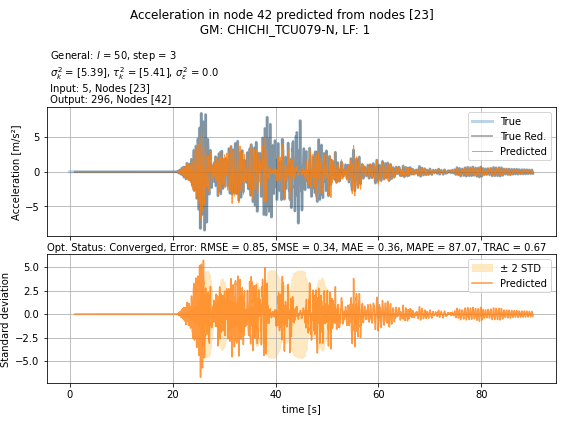 Acceleration in node 42 predicted from nodes [23]
GM: CHICHI_TCU079-N, LF: 1
General: l = 50, step = 3
σ²ₖ = [5.39], τ²ₖ = [5.41], σ²ε = 0.0
Input: 5, Nodes [23]
Output: 296, Nodes [42]
Acceleration [m/s²]
5
0
−5
True
True Red.
Predicted
Opt. Status: Converged, Error: RMSE = 0.85, SMSE = 0.34, MAE = 0.36, MAPE = 87.07, TRAC = 0.67
Standard deviation
5.0
2.5
0.0
−2.5
−5.0
± 2 STD
Predicted
0 20 40 60 80
time [s]